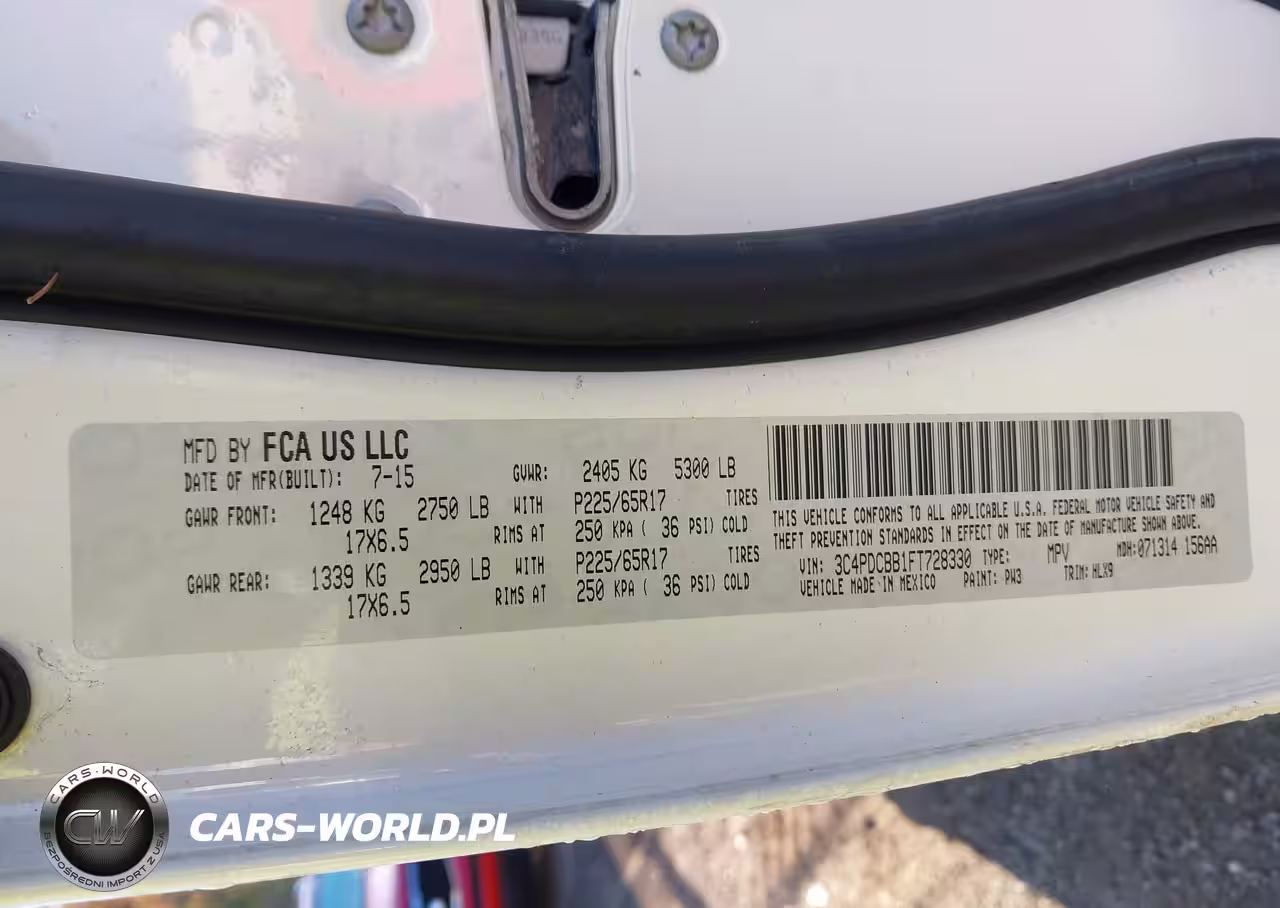 MFD BY FCA US LLC
DATE OF MFR(BUILT): 7-15 GVWR: 2405 KG 5300 LB
GAWR FRONT: 1248 KG 2750 LB WITH P225/65R17 TIRES
17X6.5 RIMS AT 250 KPA ( 36 PSI) COLD
GAWR REAR: 1339 KG 2950 LB WITH P225/65R17 TIRES
17X6.5 RIMS AT 250 KPA ( 36 PSI) COLD
THIS VEHICLE CONFORMS TO ALL APPLICABLE U.S.A. FEDERAL MOTOR VEHICLE SAFETY AND
THEFT PREVENTION STANDARDS IN EFFECT ON THE DATE OF MANUFACTURE SHOWN ABOVE.
VIN: 3C4PDCBB1FT728330 TYPE: MPV MDH:071314 156AA
VEHICLE MADE IN MEXICO PAINT: PW3 TRIM:HLX9
CARS-WORLD
CW
BEZPOŚREDNI IMPORT Z USA
CARS-WORLD.PL